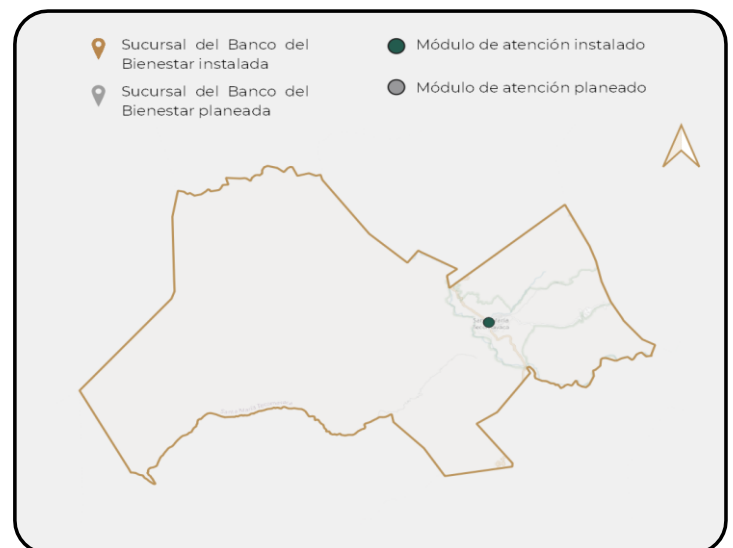 Sucursal del Banco del
Bienestar instalada
Módulo de atención instalado
Sucursal del Banco del
Bienestar planeada
Módulo de atención planeado